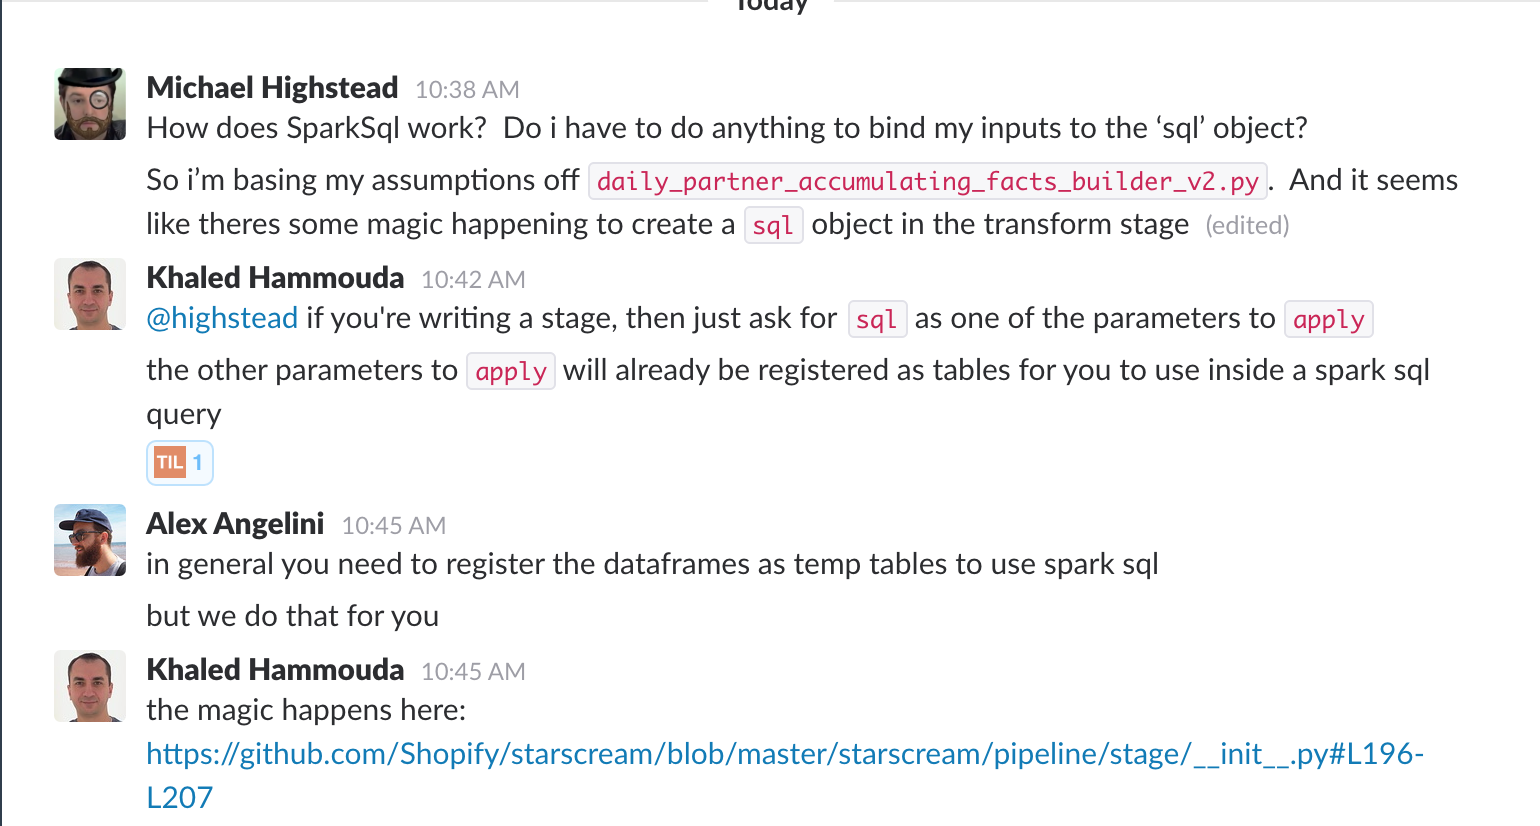 Today
Michael Highstead 10:38 AM
How does SparkSql work?  Do i have to do anything to bind my inputs to the ‘sql’ object?
So i’m basing my assumptions off daily_partner_accumulating_facts_builder_v2.py.  And it seems
like theres some magic happening to create a sql object in the transform stage (edited)
Khaled Hammouda 10:42 AM
@highstead if you're writing a stage, then just ask for sql as one of the parameters to apply
the other parameters to apply will already be registered as tables for you to use inside a spark sql
query
TIL 1
Alex Angelini 10:45 AM
in general you need to register the dataframes as temp tables to use spark sql
but we do that for you
Khaled Hammouda 10:45 AM
the magic happens here:
https://github.com/Shopify/starscream/blob/master/starscream/pipeline/stage/__init__.py#L196-
L207